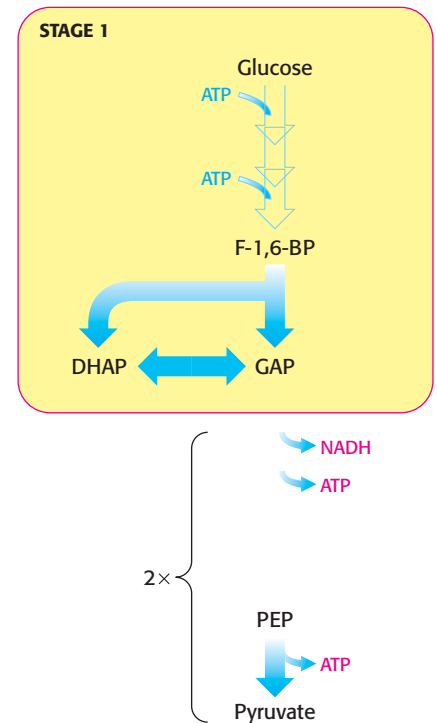 STAGE 1
Glucose
ATP
ATP
F-1,6-BP
DHAP
GAP
NADH
ATP
2×
PEP
ATP
Pyruvate